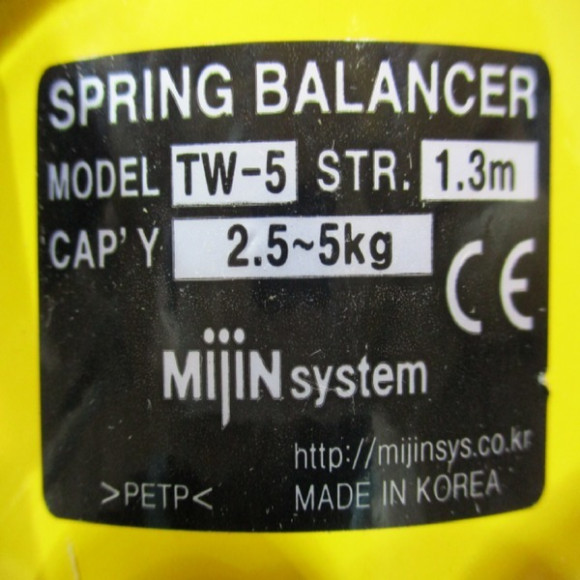 SPRING BALANCER
MODEL TW-5 STR. 1.3m
'CAP' Y 2.5~5kg
CE
MIJIN system
http://mijinsys.co.kr
>PETP< MADE IN KOREA